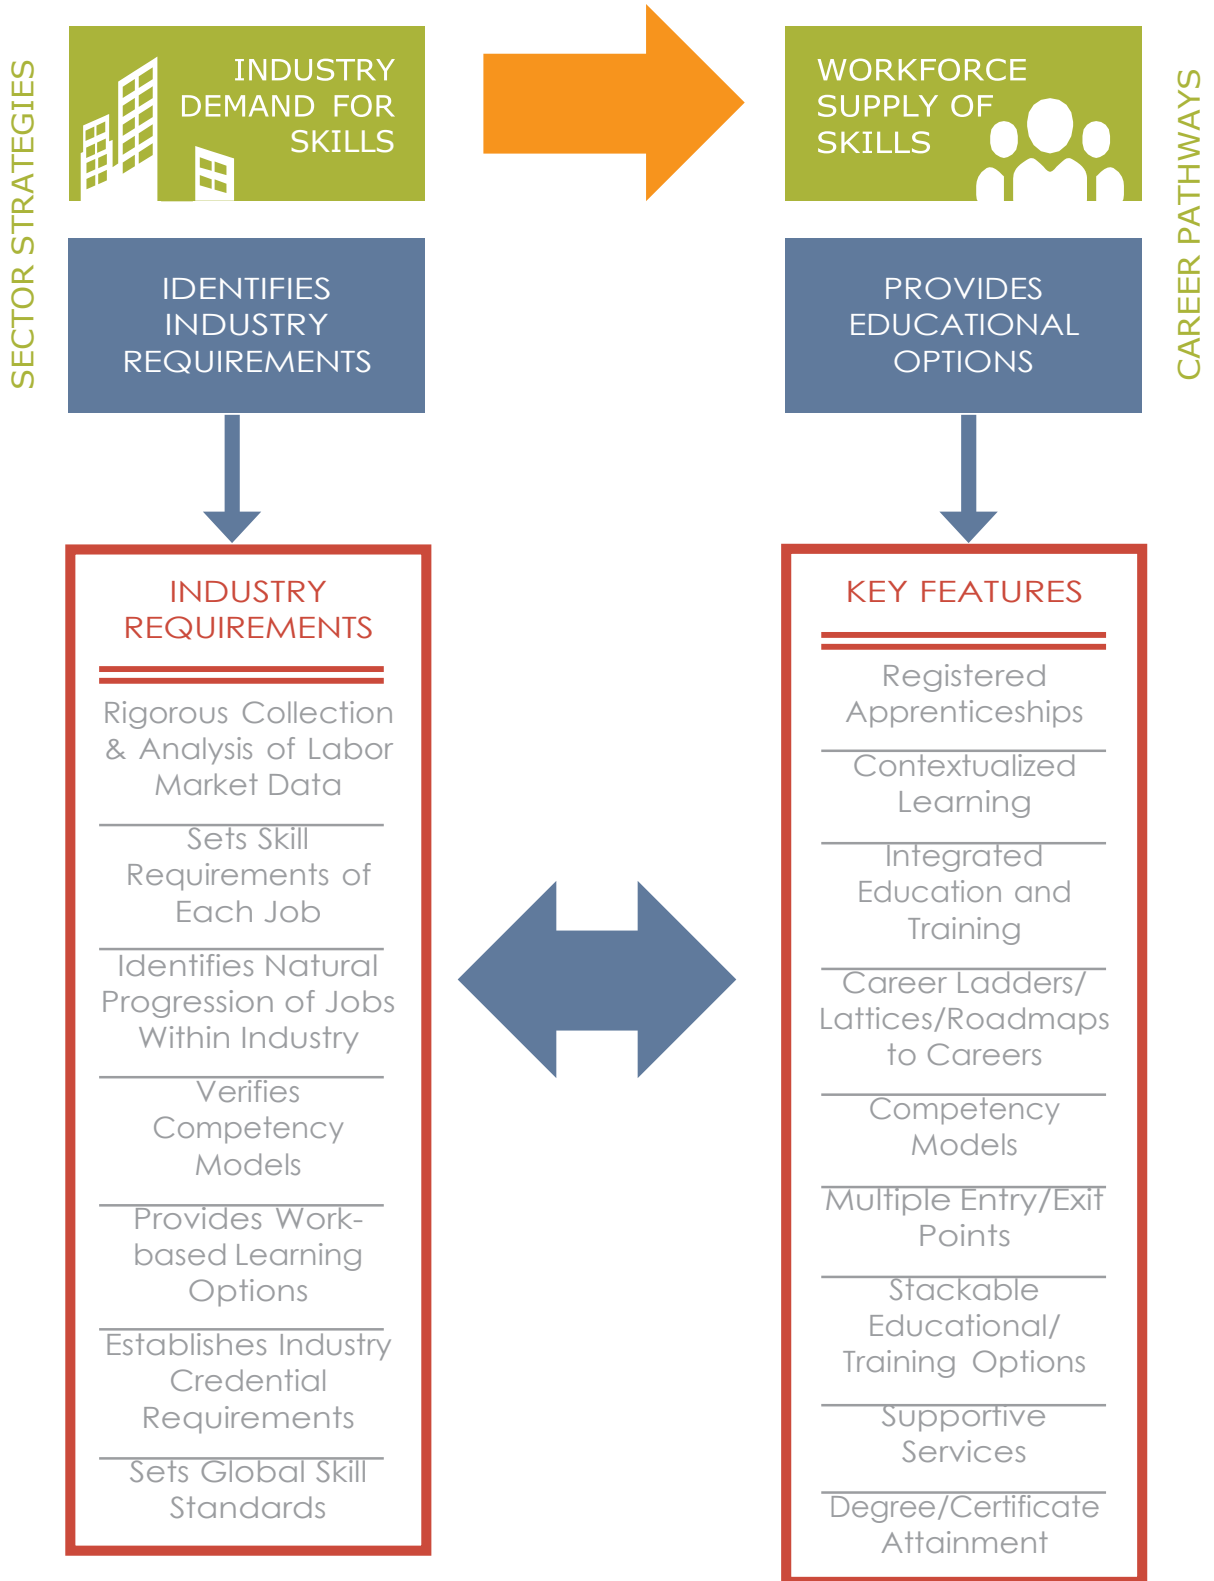 SECTOR STRATEGIES
INDUSTRY
DEMAND FOR
SKILLS
IDENTIFIES
INDUSTRY
REQUIREMENTS
INDUSTRY
REQUIREMENTS
Rigorous Collection
& Analysis of Labor
Market Data
Sets Skill
Requirements of
Each Job
Identifies Natural
Progression of Jobs
Within Industry
Verifies
Competency
Models
Provides Work-
based Learning
Options
Establishes Industry
Credential
Requirements
Sets Global Skill
Standards
WORKFORCE
SUPPLY OF
SKILLS
CAREER PATHWAYS
PROVIDES
EDUCATIONAL
OPTIONS
KEY FEATURES
Registered
Apprenticeships
Contextualized
Learning
Integrated
Education and
Training
Career Ladders/
Lattices/Roadmaps
to Careers
Competency
Models
Multiple Entry/Exit
Points
Stackable
Educational/
Training Options
Supportive
Services
Degree/Certificate
Attainment